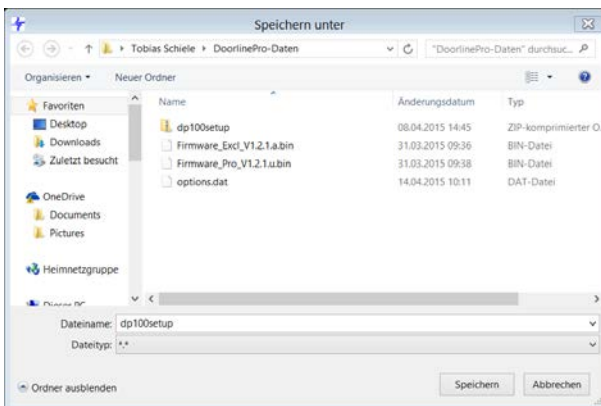 Speichern unter
Tobias Schiele DoorlinePro-Daten "DoorlinePro-Daten" durchsuc...
Organisieren Neuer Ordner
Favoriten
Desktop
Downloads
Zuletzt besucht
OneDrive
Documents
Pictures
Heimnetzgruppe
Dieser PC
Name Änderungsdatum Typ
dp100setup 08.04.2015 14:45 ZIP-komprimierter O
Firmware_Excl_V1.2.1.a.bin 31.03.2015 09:36 BIN-Datei
Firmware_Pro_V1.2.1.u.bin 31.03.2015 09:38 BIN-Datei
options.dat 14.04.2015 10:11 DAT-Datei
Dateiname: dp100setup
Dateityp: *.*
Ordner ausblenden Speichern Abbrechen